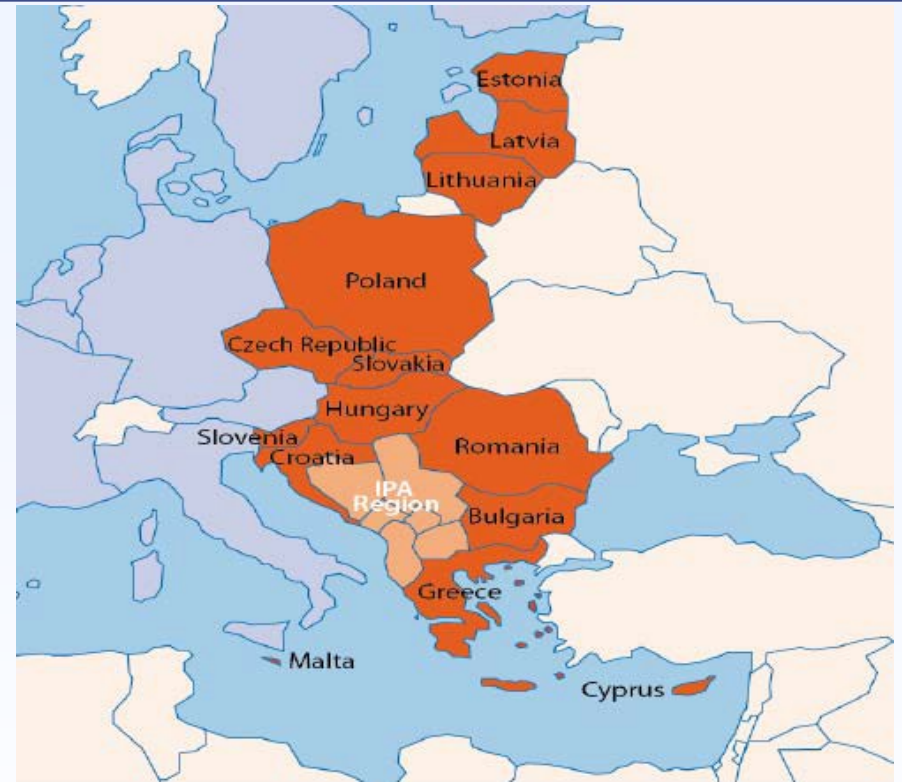 Estonia
Latvia
Lithuania
Poland
Czech Republic
Slovakia
Hungary
Slovenia
Croatia
Romania
IPA
Region
Bulgaria
Greece
Malta
Cyprus